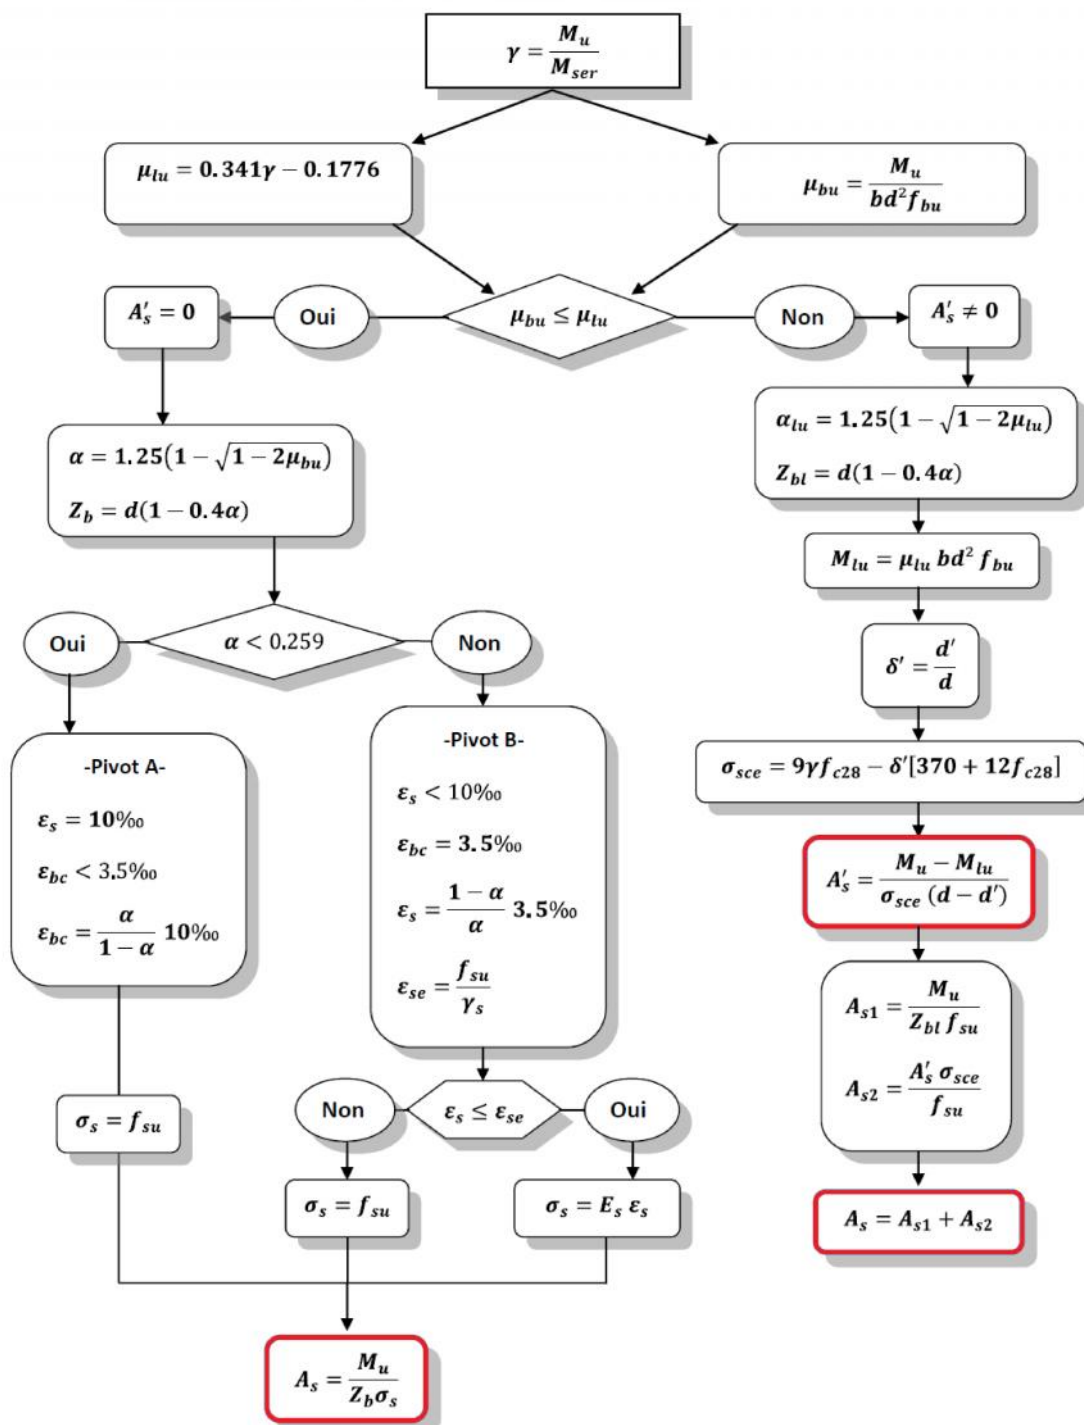 γ = M_u / M_ser
μ_lu = 0.341γ − 0.1776
μ_bu = M_u / bd² f_bu
A′_s = 0
Oui
μ_bu ≤ μ_lu
Non
A′_s ≠ 0
α = 1.25(1 − √(1 − 2μ_bu))
Z_b = d(1 − 0.4α)
Oui
α < 0.259
Non
-Pivot A-
ε_s = 10‰
ε_bc < 3.5‰
ε_bc = α / (1 − α) 10‰
σ_s = f_su
-Pivot B-
ε_s < 10‰
ε_bc = 3.5‰
ε_s = (1 − α) / α 3.5‰
ε_se = f_su / γ_s
Non
ε_s ≤ ε_se
Oui
σ_s = f_su
σ_s = E_s ε_s
A_s = M_u / Z_b σ_s
α_lu = 1.25(1 − √(1 − 2μ_lu))
Z_bl = d(1 − 0.4α)
M_lu = μ_lu bd² f_bu
δ′ = d′ / d
σ_sce = 9γf_c28 − δ′[370 + 12f_c28]
A′_s = (M_u − M_lu) / σ_sce (d − d′)
A_s1 = M_u / Z_bl f_su
A_s2 = A′_s σ_sce / f_su
A_s = A_s1 + A_s2